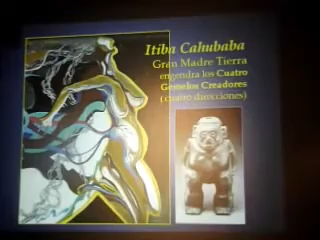 Itiba Cahubaba
Gran Madre Tierra
engendra los Cuatro
Gemelos Creadores
(cuatro direcciones)